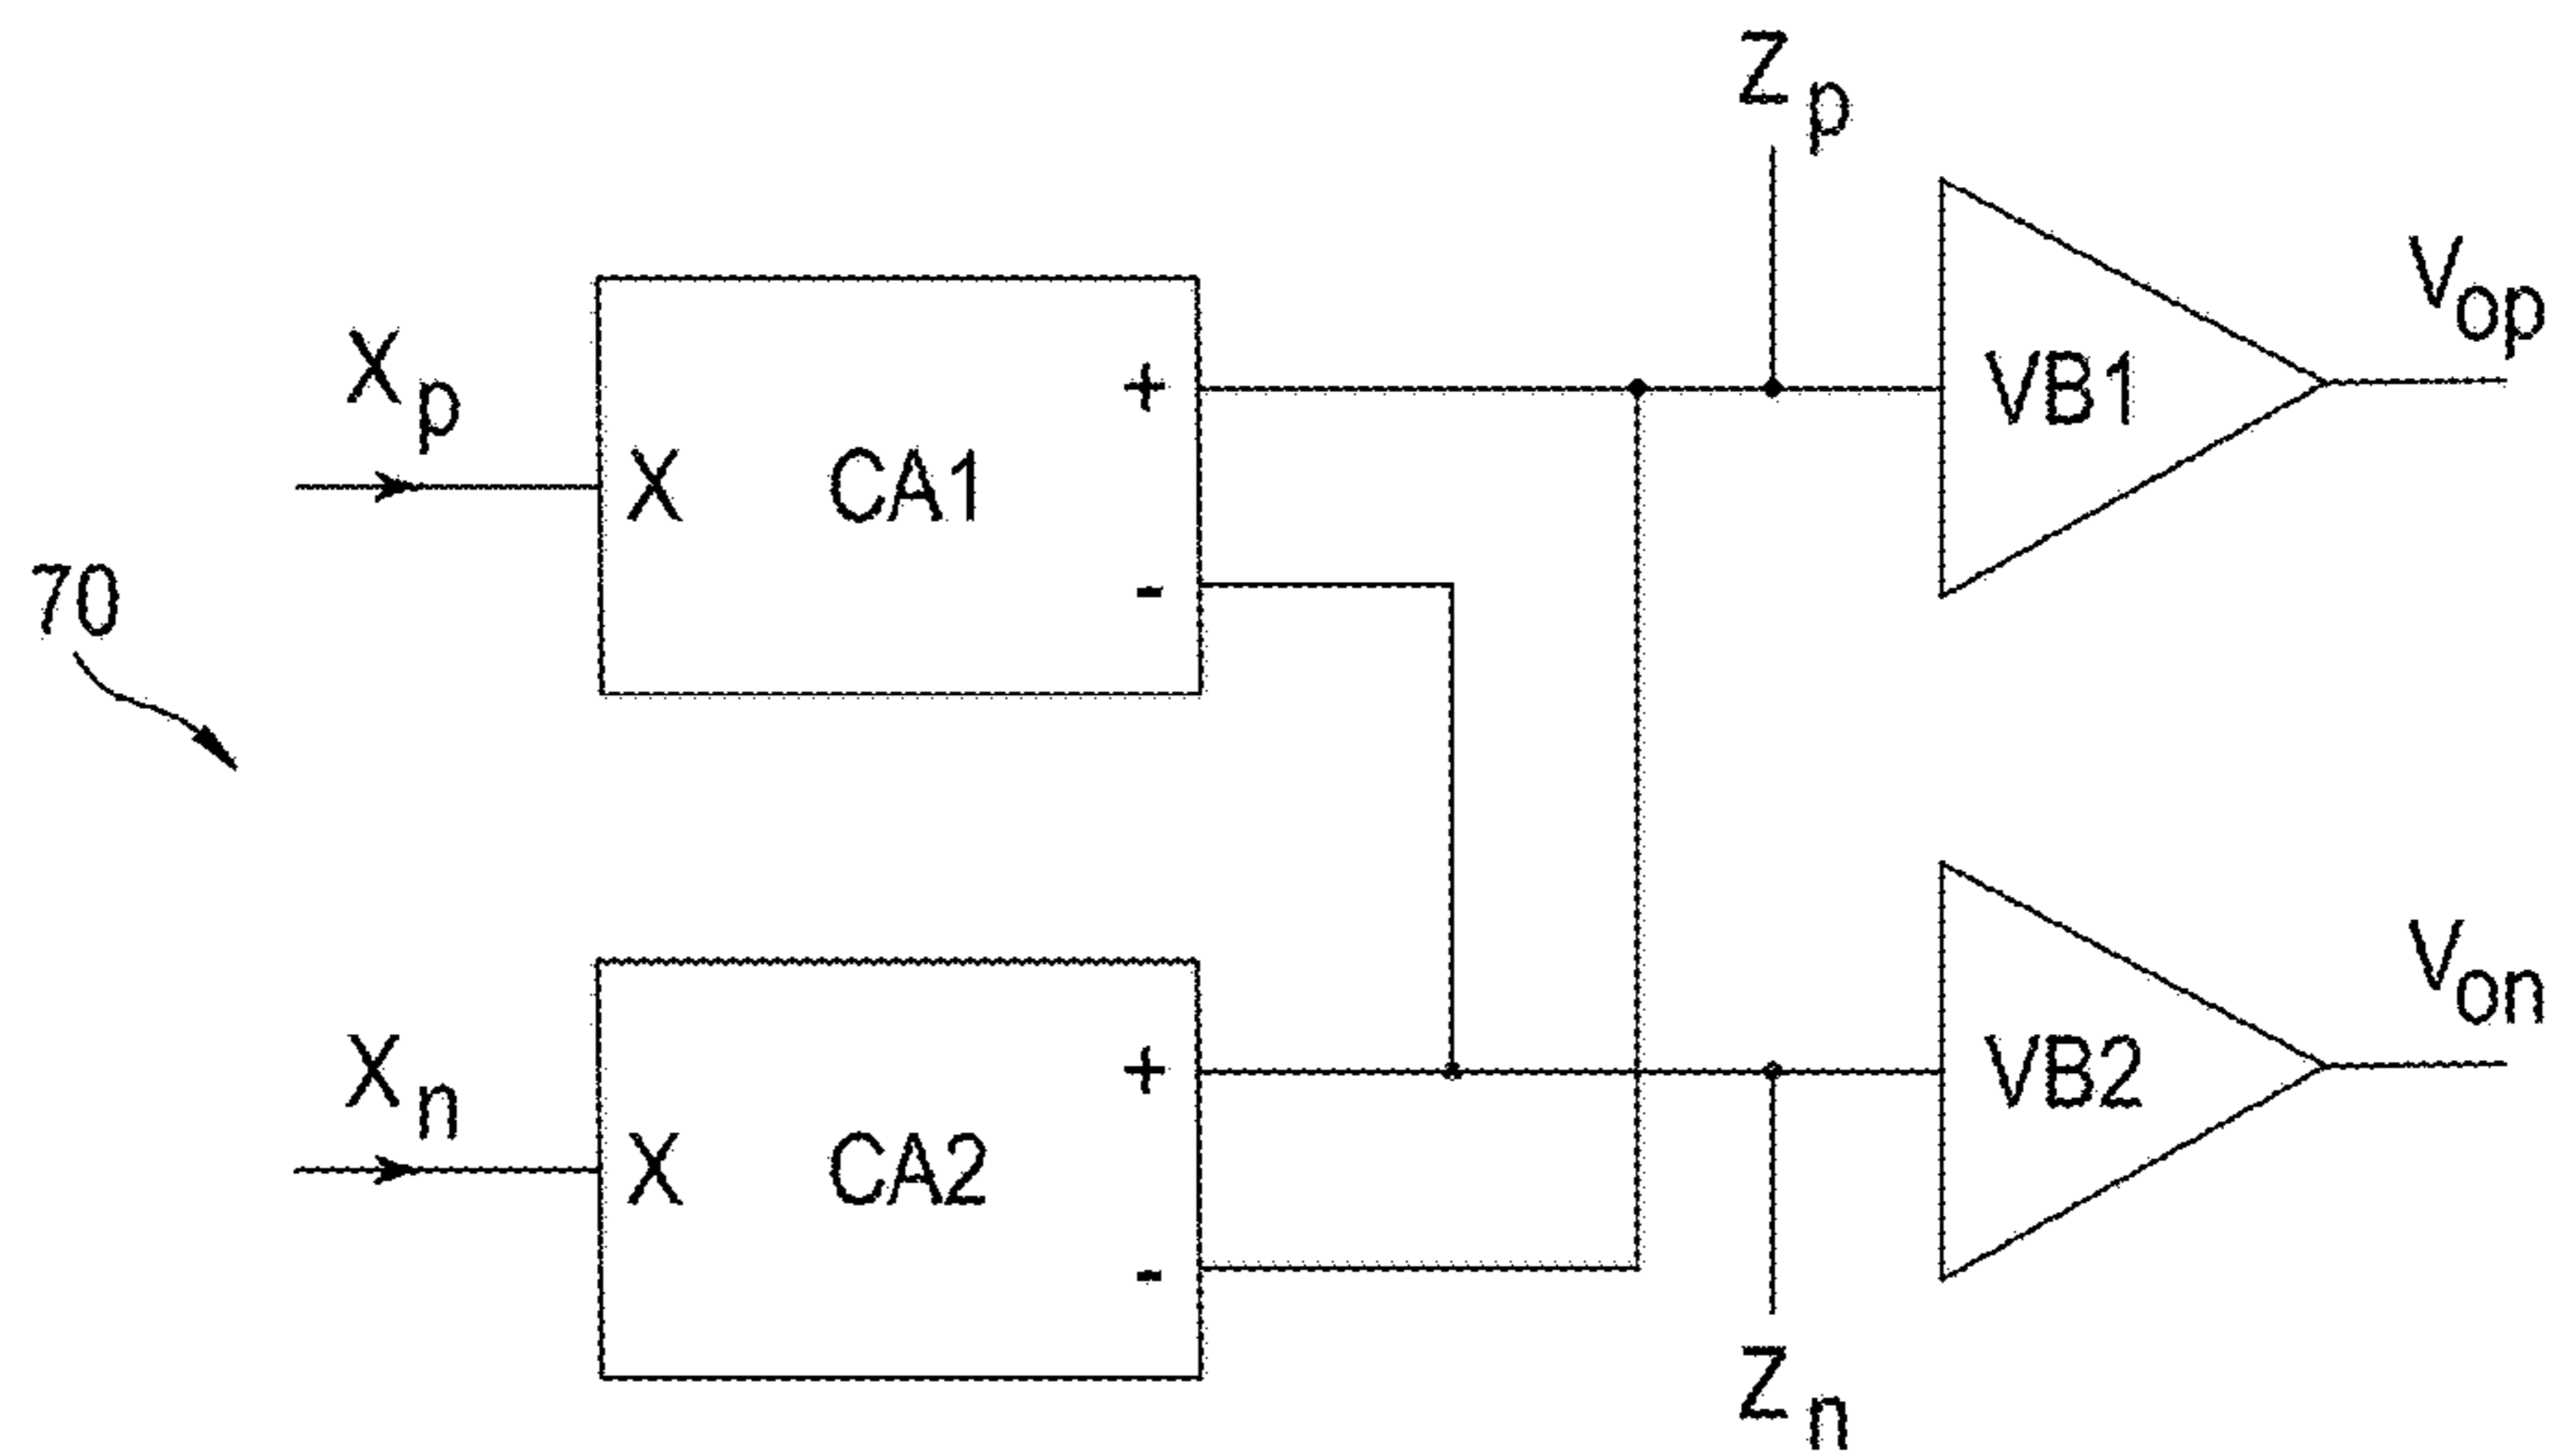 Zp
Vop
Xp
+
VB1
X CA1
-
70
Von
Xn
+
VB2
X CA2
-
Zn